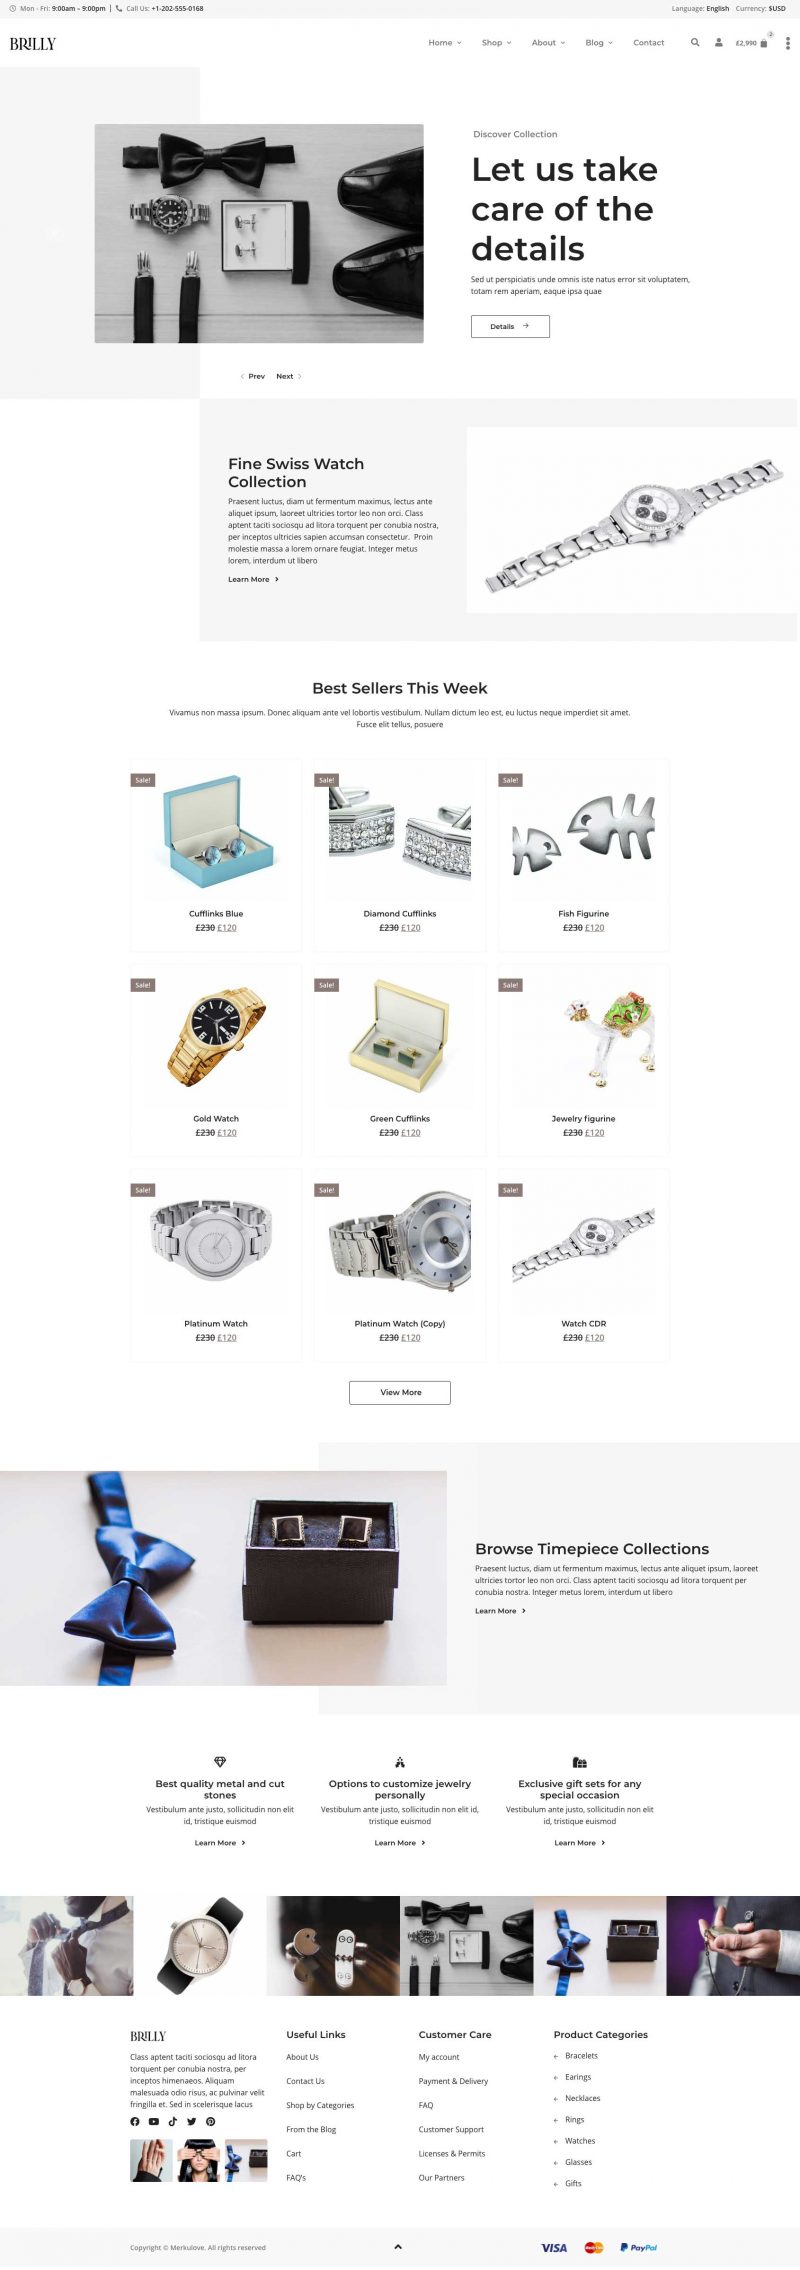 Mon - Fri: 9:00am – 9:00pm | Call Us: +1-202-555-0168
Language: English Currency: $USD
BRILLY
Home Shop About Blog Contact £2,990 2
Discover Collection
Let us take
care of the
details
Sed ut perspiciatis unde omnis iste natus error sit voluptatem,
totam rem aperiam, eaque ipsa quae
Details
Prev Next
Fine Swiss Watch
Collection
Praesent luctus, diam ut fermentum maximus, lectus ante
aliquet ipsum, laoreet ultricies tortor leo non orci. Class
aptent taciti sociosqu ad litora torquent per conubia nostra,
per inceptos ultricies sapien accumsan consectetur. Proin
molestie massa a lorem ornare feugiat. Integer metus
lorem, interdum ut libero
Learn More
Best Sellers This Week
Vivamus non massa ipsum. Donec aliquam ante vel lobortis vestibulum. Nullam dictum leo est, eu luctus neque imperdiet sit amet.
Fusce elit tellus, posuere
Sale! Sale! Sale!
Cufflinks Blue Diamond Cufflinks Fish Figurine
£230 £120 £230 £120 £230 £120
Sale! Sale! Sale!
Gold Watch Green Cufflinks Jewelry figurine
£230 £120 £230 £120 £230 £120
Sale! Sale! Sale!
Platinum Watch Platinum Watch (Copy) Watch CDR
£230 £120 £230 £120 £230 £120
View More
Browse Timepiece Collections
Praesent luctus, diam ut fermentum maximus, lectus ante aliquet ipsum, laoreet
ultricies tortor leo non orci. Class aptent taciti sociosqu ad litora torquent per
conubia nostra. Integer metus lorem, interdum ut libero
Learn More
Best quality metal and cut
stones
Vestibulum ante justo, sollicitudin non elit
id, tristique euismod
Learn More
Options to customize jewelry
personally
Vestibulum ante justo, sollicitudin non elit id,
tristique euismod
Learn More
Exclusive gift sets for any
special occasion
Vestibulum ante justo, sollicitudin non elit
id, tristique euismod
Learn More
BRILLY
Class aptent taciti sociosqu ad litora
torquent per conubia nostra, per
inceptos himenaeos. Aliquam
malesuada odio risus, ac pulvinar velit
fringilla et. Sed in scelerisque lacus
Useful Links
About Us
Contact Us
Shop by Categories
From the Blog
Cart
FAQ's
Customer Care
My account
Payment & Delivery
FAQ
Customer Support
Licenses & Permits
Our Partners
Product Categories
Bracelets
Earings
Necklaces
Rings
Watches
Glasses
Gifts
Copyright © Merkulove. All rights reserved
VISA PayPal